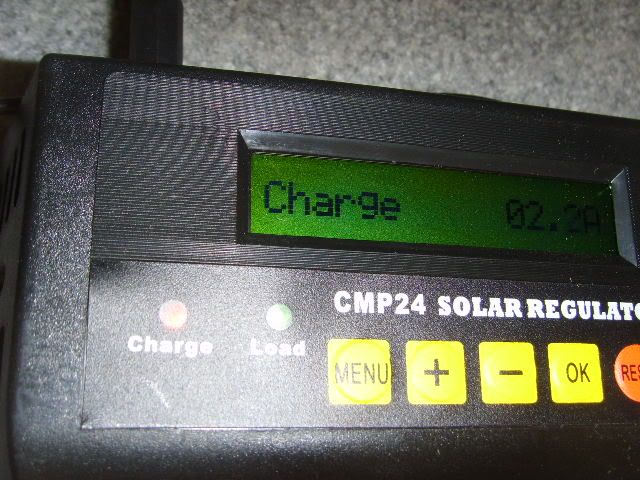 Charge 02.2A
CMP24 SOLAR REGULATO
Charge Load
MENU + - OK RES